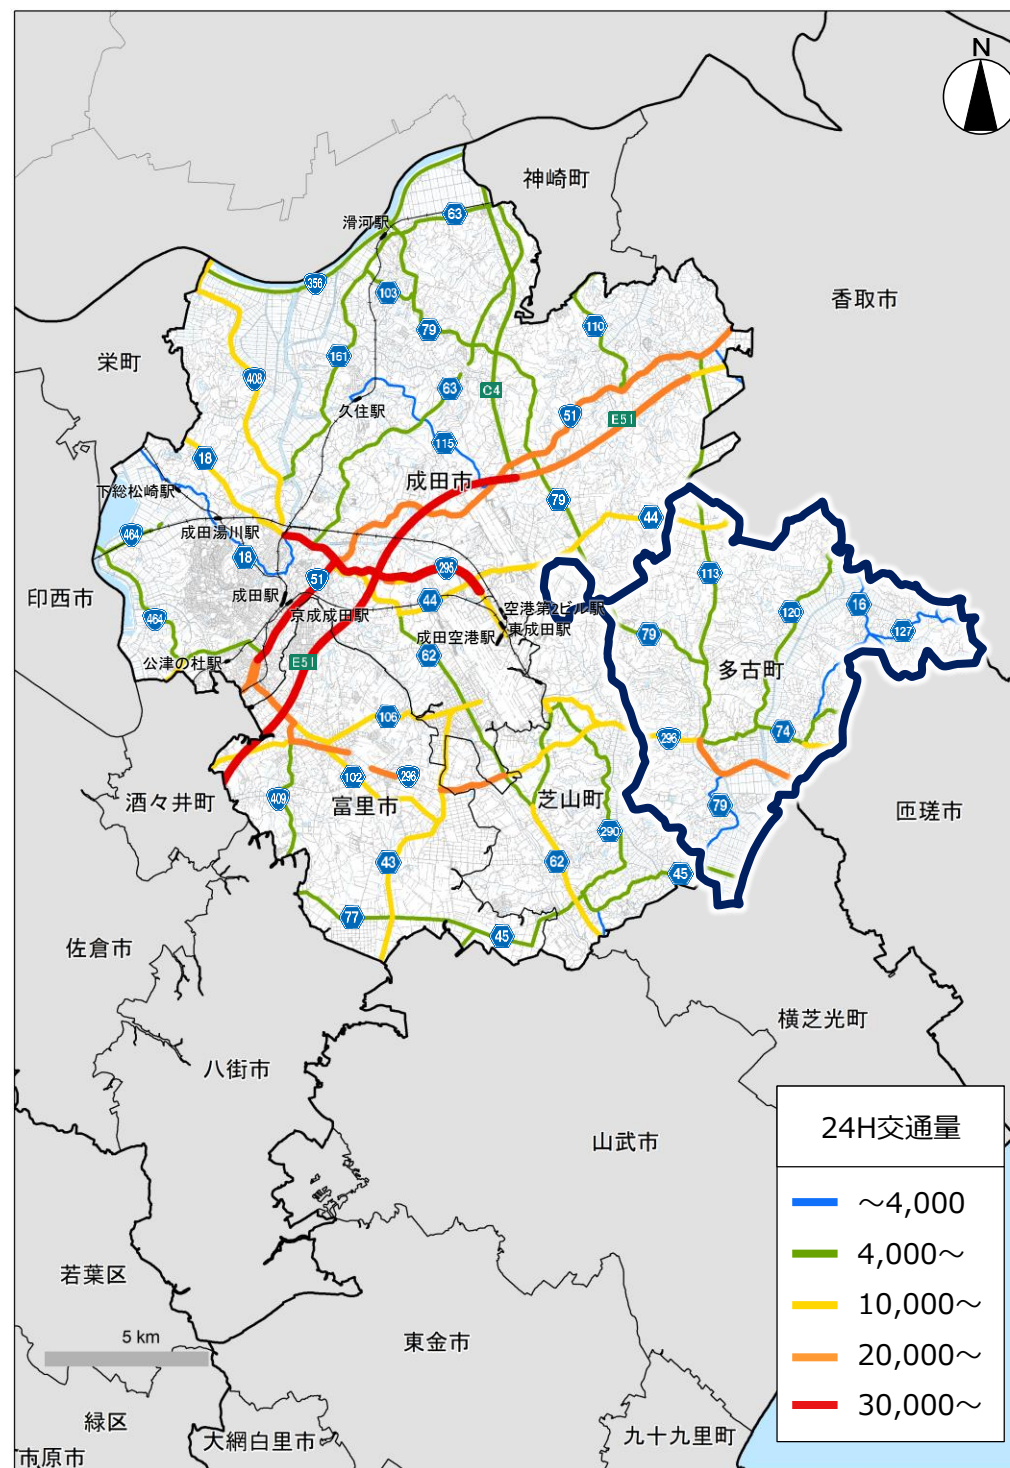 N
神崎町
63
滑河駅
356
103
香取市
110
79
栄町
161
408
63
C4
久住駅
51
E51
115
18
成田市
下総松崎駅
79
44
464
成田湯川駅
18
295
113
51
成田駅
44
空港第2ビル駅
16
印西市
京成成田駅
120
464
成田空港駅
東成田駅
127
79
公津の杜駅
E51
62
多古町
106
74
296
102
296
酒々井町
409
富里市
芝山町
79
匝瑳市
290
43
62
45
77
佐倉市
45
横芝光町
八街市
24H交通量
山武市
～4,000
4,000～
若葉区
10,000～
5 km
東金市
20,000～
30,000～
緑区
大網白里市
九十九里町
市原市